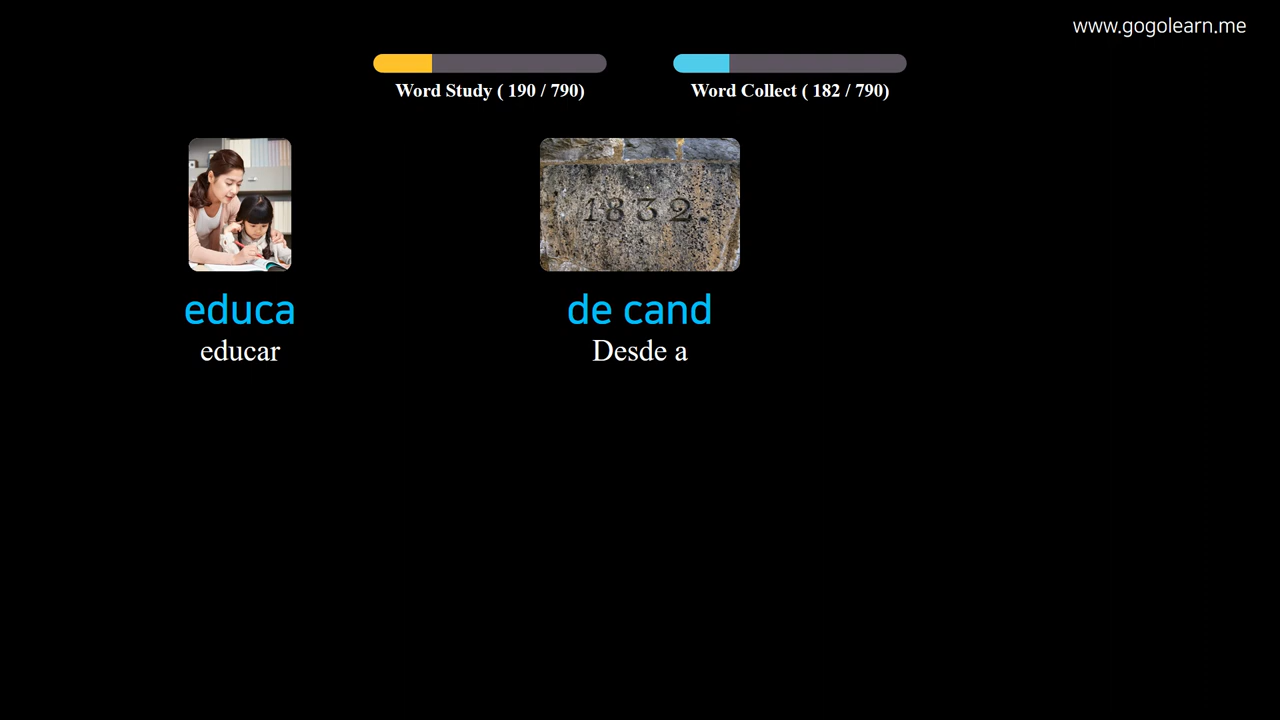 www.gogolearn.me
Word Study ( 190 / 790)
Word Collect ( 182 / 790)
1832.
educa
de cand
educar
Desde a